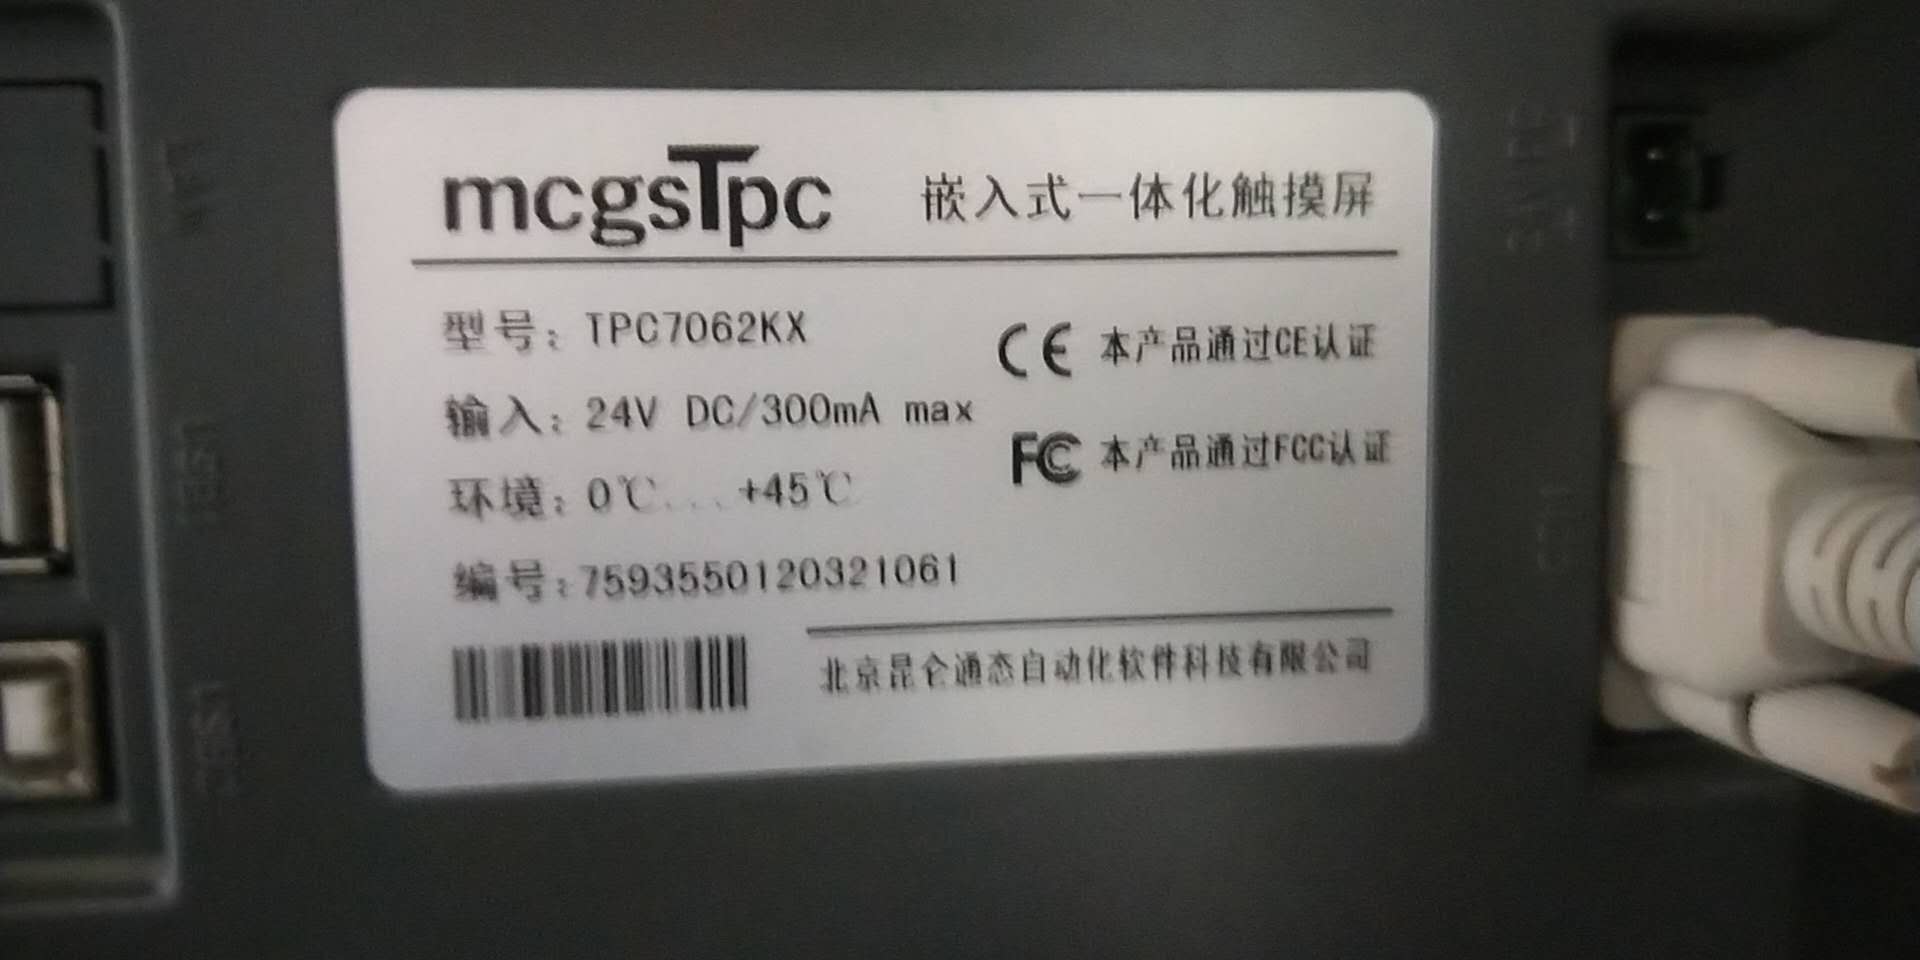 mcgsTpc 嵌入式一体化触摸屏
型号：TPC7062KX
CE 本产品通过CE认证
输入：24V DC/300mA max
FC 本产品通过FCC认证
环境：0℃...+45℃
编号：7593550120321061
北京昆仑通态自动化软件科技有限公司